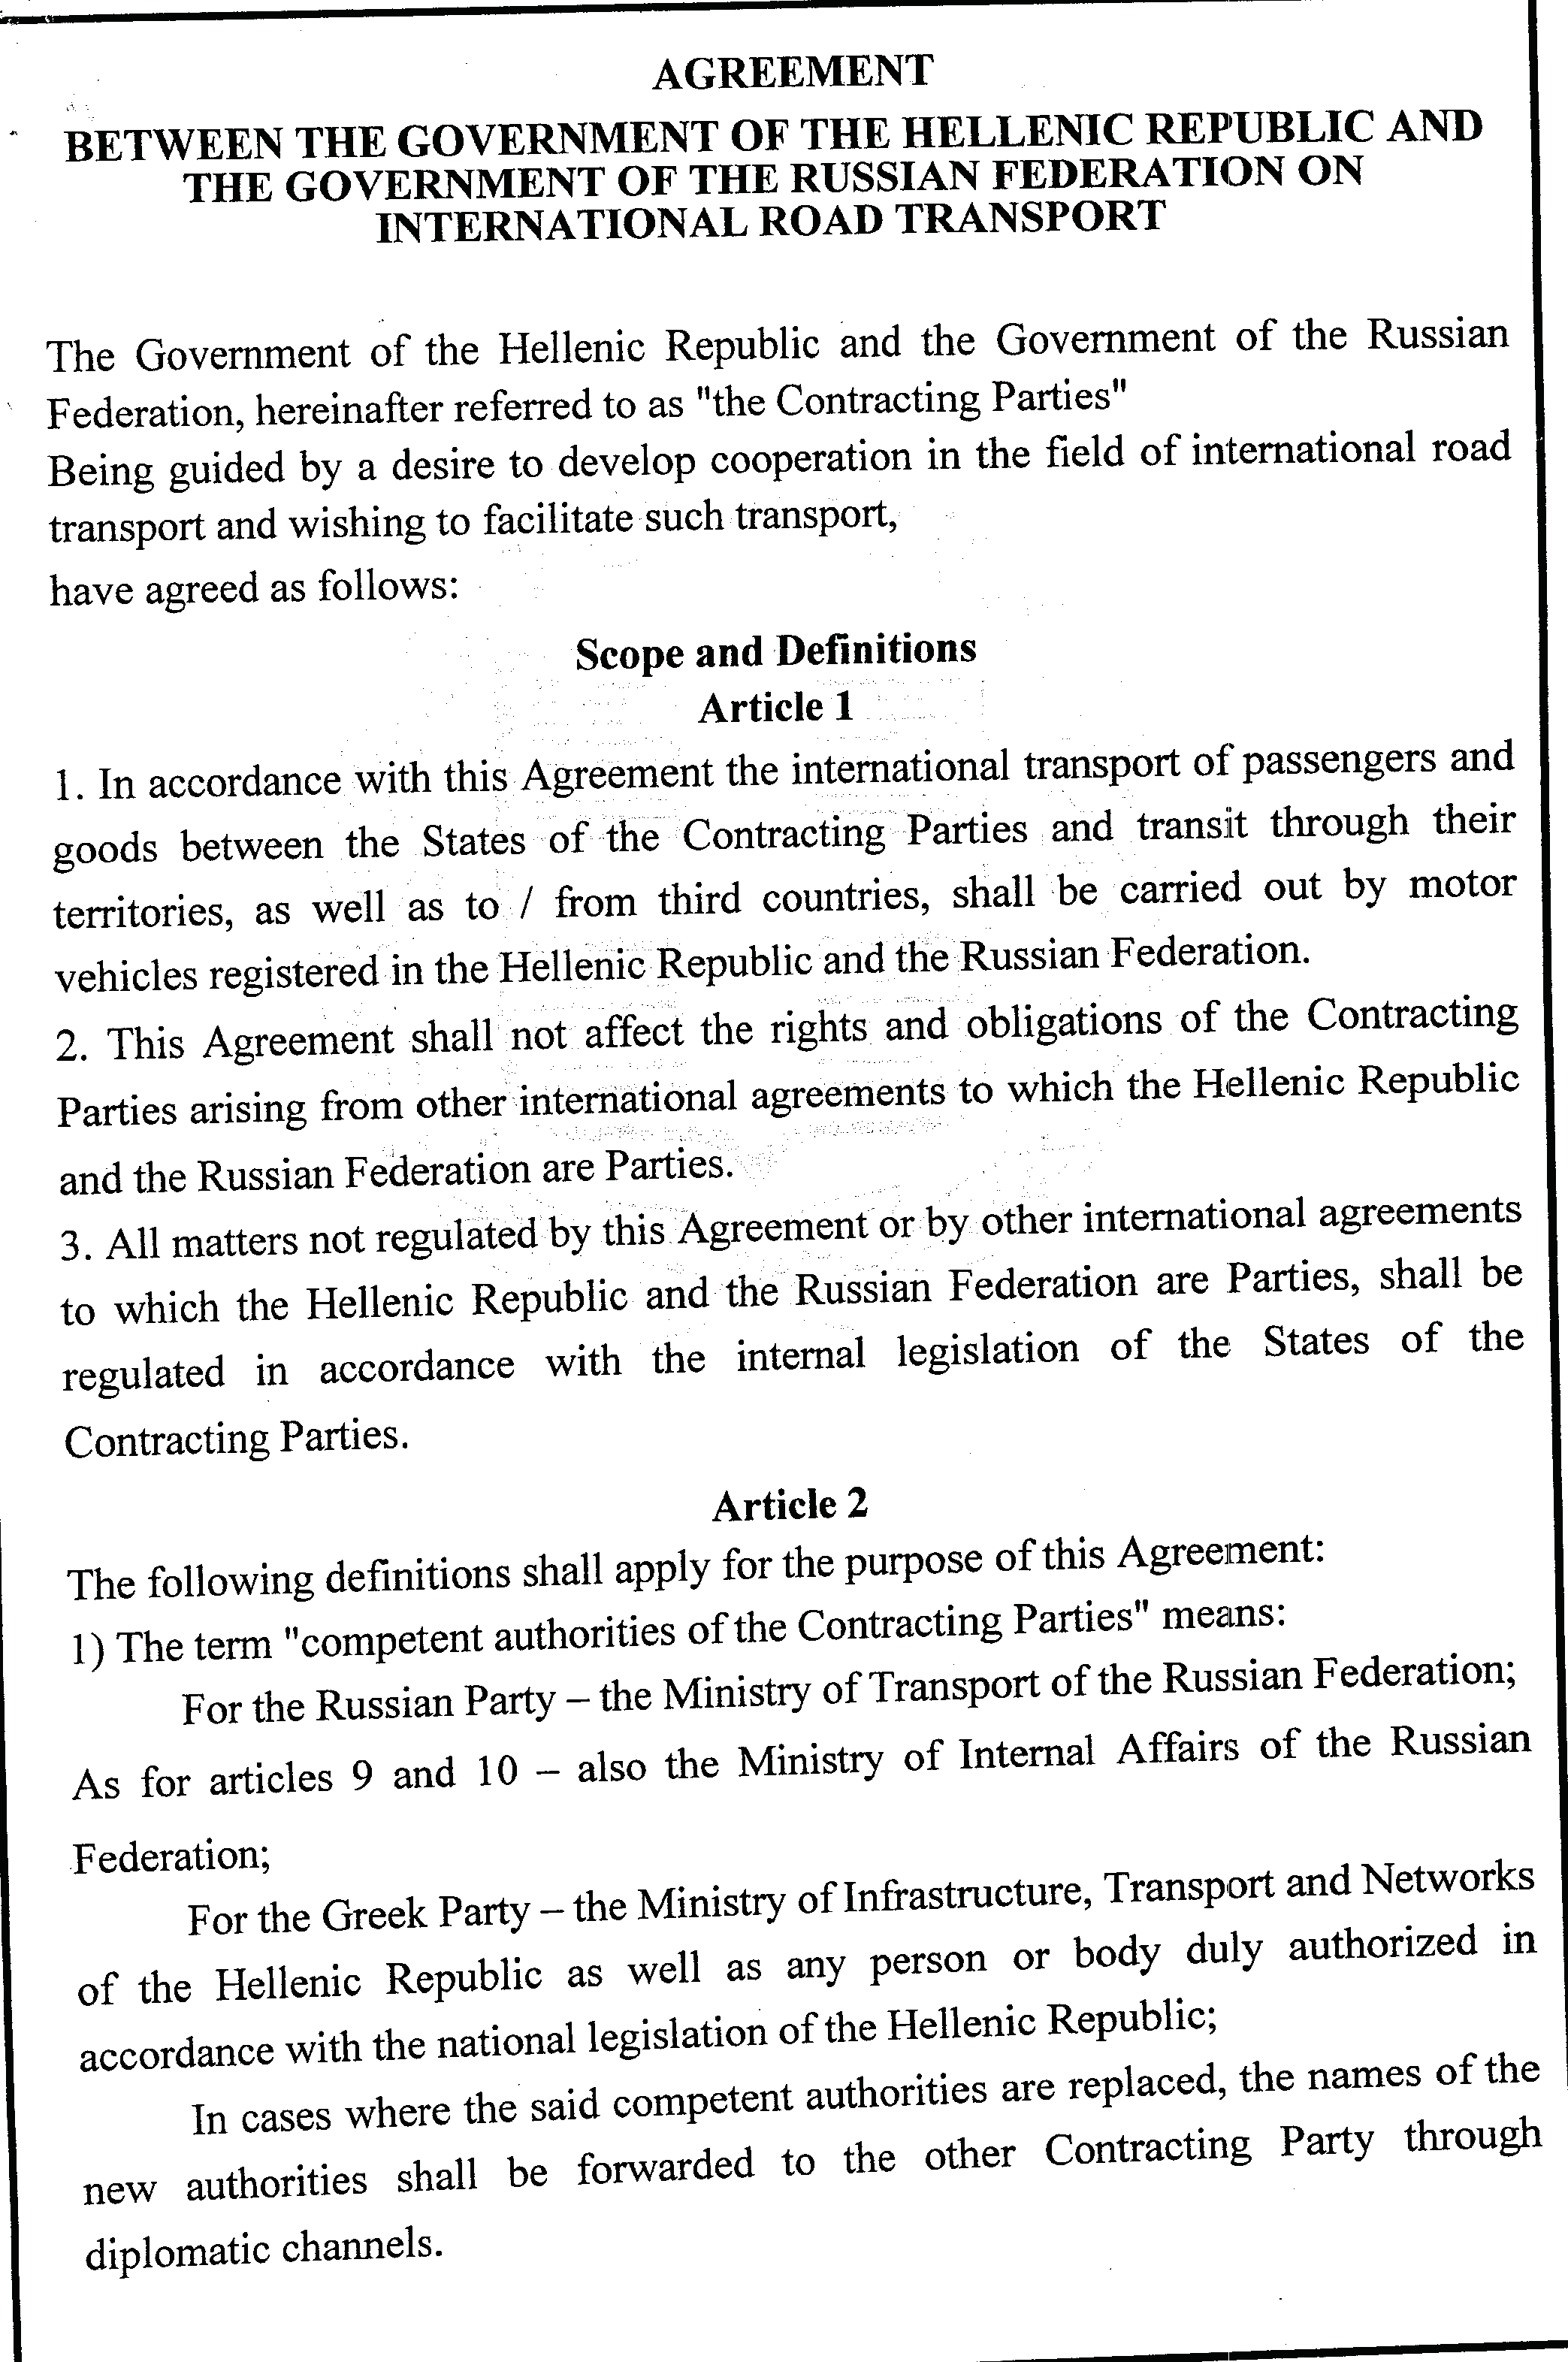 AGREEMENT
BETWEEN THE GOVERNMENT OF THE HELLENIC REPUBLIC AND
THE GOVERNMENT OF THE RUSSIAN FEDERATION ON
INTERNATIONAL ROAD TRANSPORT
The Government of the Hellenic Republic and the Government of the Russian
Federation, hereinafter referred to as "the Contracting Parties"
Being guided by a desire to develop cooperation in the field of international road
transport and wishing to facilitate such transport,
have agreed as follows:
Scope and Definitions
Article 1
1. In accordance with this Agreement the international transport of passengers and
goods between the States of the Contracting Parties and transit through their
territories, as well as to / from third countries, shall be carried out by motor
vehicles registered in the Hellenic Republic and the Russian Federation.
2. This Agreement shall not affect the rights and obligations of the Contracting
Parties arising from other international agreements to which the Hellenic Republic
and the Russian Federation are Parties.
3. All matters not regulated by this Agreement or by other international agreements
to which the Hellenic Republic and the Russian Federation are Parties, shall be
regulated in accordance with the internal legislation of the States of the
Contracting Parties.
Article 2
The following definitions shall apply for the purpose of this Agreement:
1) The term "competent authorities of the Contracting Parties" means:
For the Russian Party – the Ministry of Transport of the Russian Federation;
As for articles 9 and 10 – also the Ministry of Internal Affairs of the Russian
Federation;
For the Greek Party – the Ministry of Infrastructure, Transport and Networks
of the Hellenic Republic as well as any person or body duly authorized in
accordance with the national legislation of the Hellenic Republic;
In cases where the said competent authorities are replaced, the names of the
new authorities shall be forwarded to the other Contracting Party through
diplomatic channels.